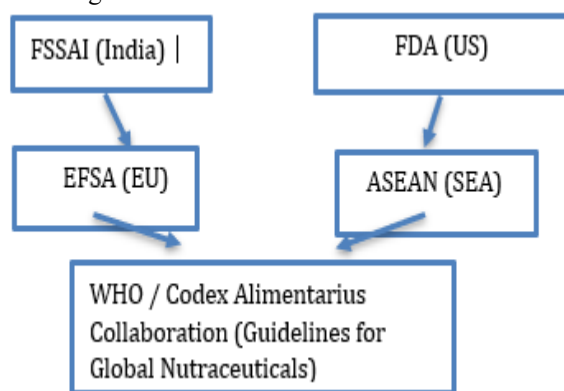 FSSAI (India) |
FDA (US)
EFSA (EU)
ASEAN (SEA)
WHO / Codex Alimentarius
Collaboration (Guidelines for
Global Nutraceuticals)